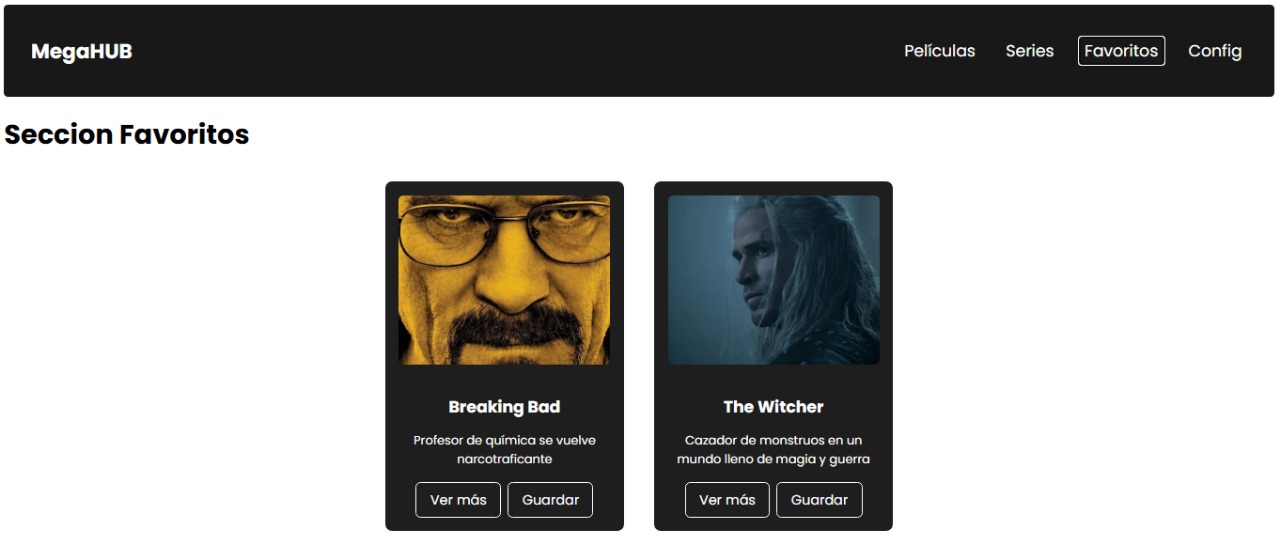 MegaHUB
Películas Series Favoritos Config
Seccion Favoritos
Breaking Bad
Profesor de química se vuelve
narcotraficante
Ver más Guardar
The Witcher
Cazador de monstruos en un
mundo lleno de magia y guerra
Ver más Guardar